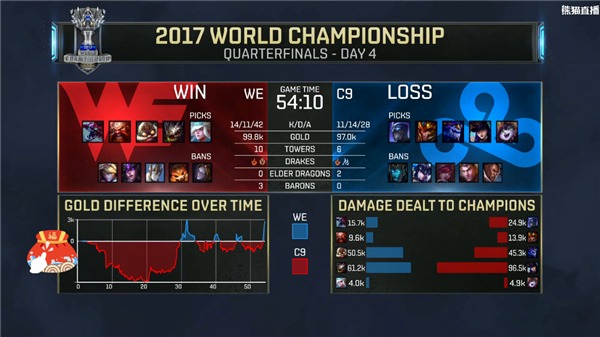 熊猫直播
2017 WORLD CHAMPIONSHIP
QUARTERFINALS - DAY 4
WIN WE GAME TIME C9 LOSS
54:10
PICKS PICKS
14/11/42 K/D/A 11/14/28
99.8k GOLD 97.0k
10 TOWERS 6
BANS BANS
DRAKES
0 ELDER DRAGONS 2
3 BARONS 0
GOLD DIFFERENCE OVER TIME
3k
0
3k
0 10 20 30 40 50
WE
C9
DAMAGE DEALT TO CHAMPIONS
15.7k 24.9k
9.6k 13.9k
50.5k 45.3k
61.2k 96.5k
4.0k 4.9k